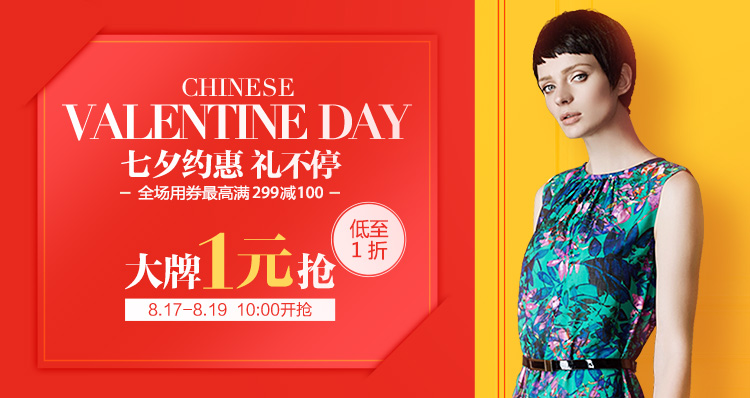 CHINESE
VALENTINE DAY
七夕约惠 礼不停
– 全场用券最高满299减100 –
低至
1折
大牌1元抢
8.17-8.19 10:00开抢